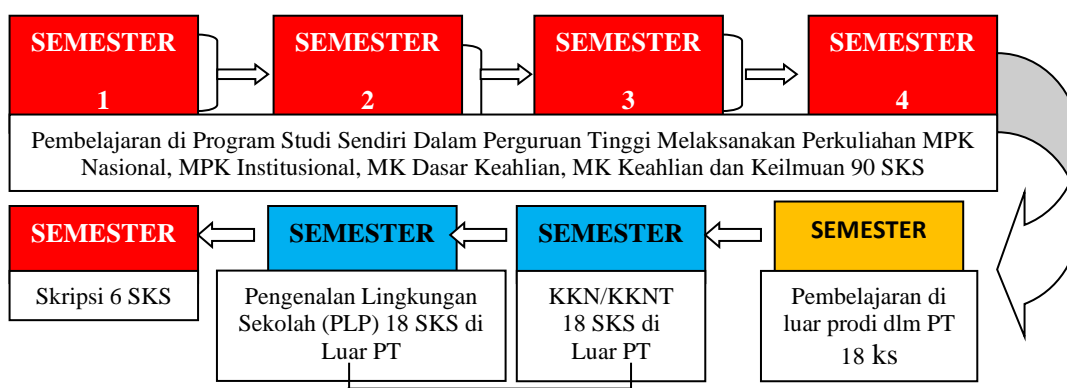 SEMESTER
1
SEMESTER
2
SEMESTER
3
SEMESTER
4
Pembelajaran di Program Studi Sendiri Dalam Perguruan Tinggi Melaksanakan Perkuliahan MPK
Nasional, MPK Institusional, MK Dasar Keahlian, MK Keahlian dan Keilmuan 90 SKS
SEMESTER
Skripsi 6 SKS
SEMESTER
Pengenalan Lingkungan
Sekolah (PLP) 18 SKS di
Luar PT
SEMESTER
KKN/KKNT
18 SKS di
Luar PT
SEMESTER
Pembelajaran di
luar prodi dlm PT
18 ks